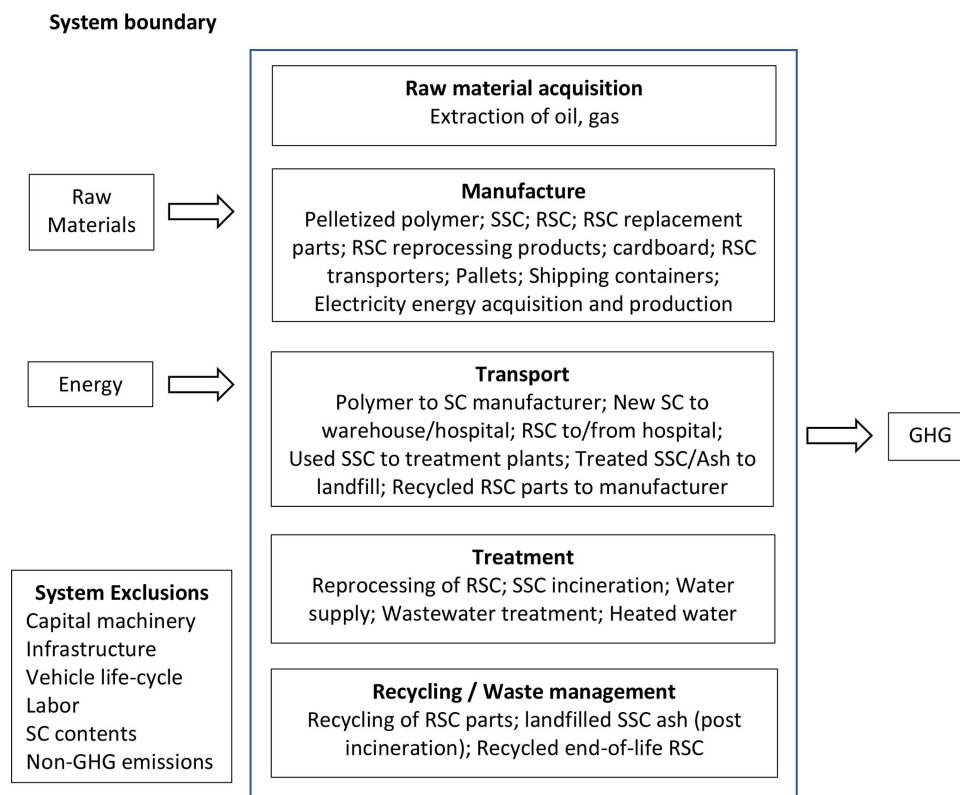 System boundary
Raw material acquisition
Extraction of oil, gas
Raw
Materials
Manufacture
Pelletized polymer; SSC; RSC; RSC replacement
parts; RSC reprocessing products; cardboard; RSC
transporters; Pallets; Shipping containers;
Electricity energy acquisition and production
Energy
Transport
Polymer to SC manufacturer; New SC to
warehouse/hospital; RSC to/from hospital;
Used SSC to treatment plants; Treated SSC/Ash to
landfill; Recycled RSC parts to manufacturer
GHG
Treatment
Reprocessing of RSC; SSC incineration; Water
supply; Wastewater treatment; Heated water
System Exclusions
Capital machinery
Infrastructure
Vehicle life-cycle
Labor
SC contents
Non-GHG emissions
Recycling / Waste management
Recycling of RSC parts; landfilled SSC ash (post
incineration); Recycled end-of-life RSC